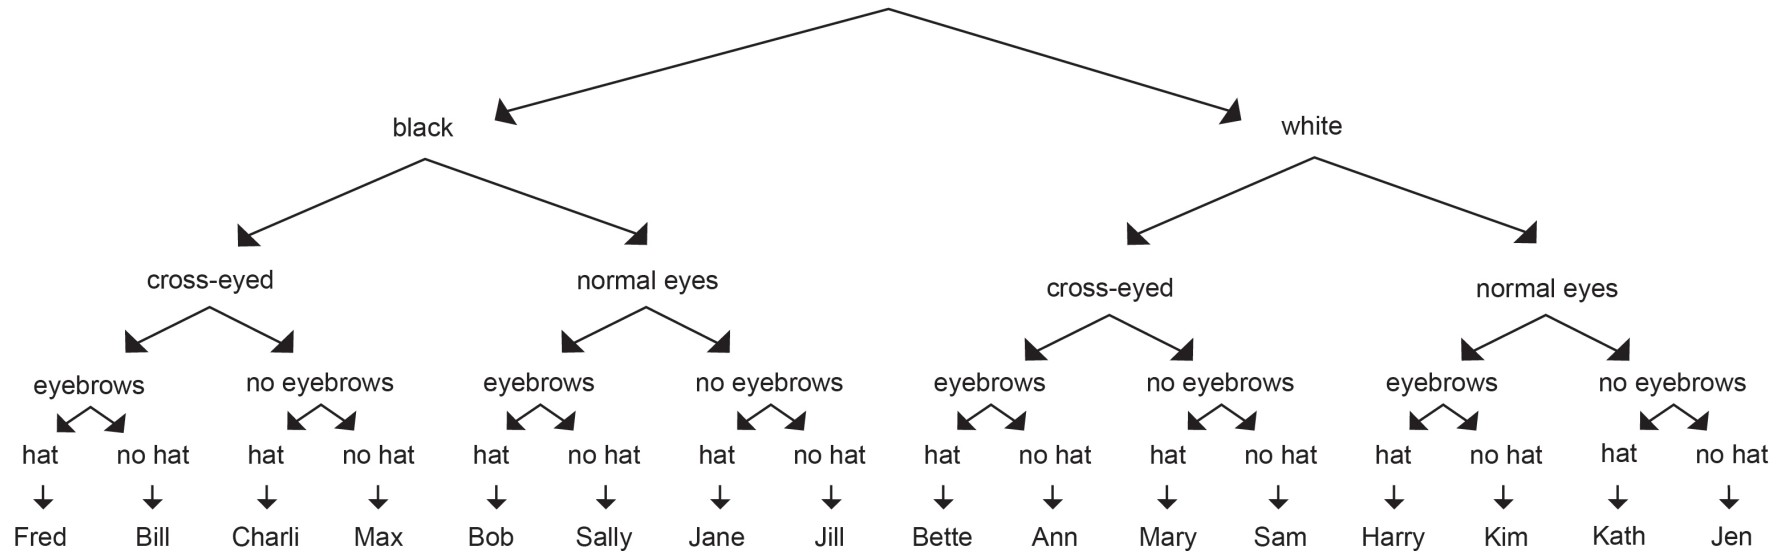 black white
cross-eyed normal eyes cross-eyed normal eyes
eyebrows no eyebrows eyebrows no eyebrows eyebrows no eyebrows eyebrows no eyebrows
hat no hat hat no hat hat no hat hat no hat hat no hat hat no hat hat no hat hat no hat
Fred Bill Charli Max Bob Sally Jane Jill Bette Ann Mary Sam Harry Kim Kath Jen